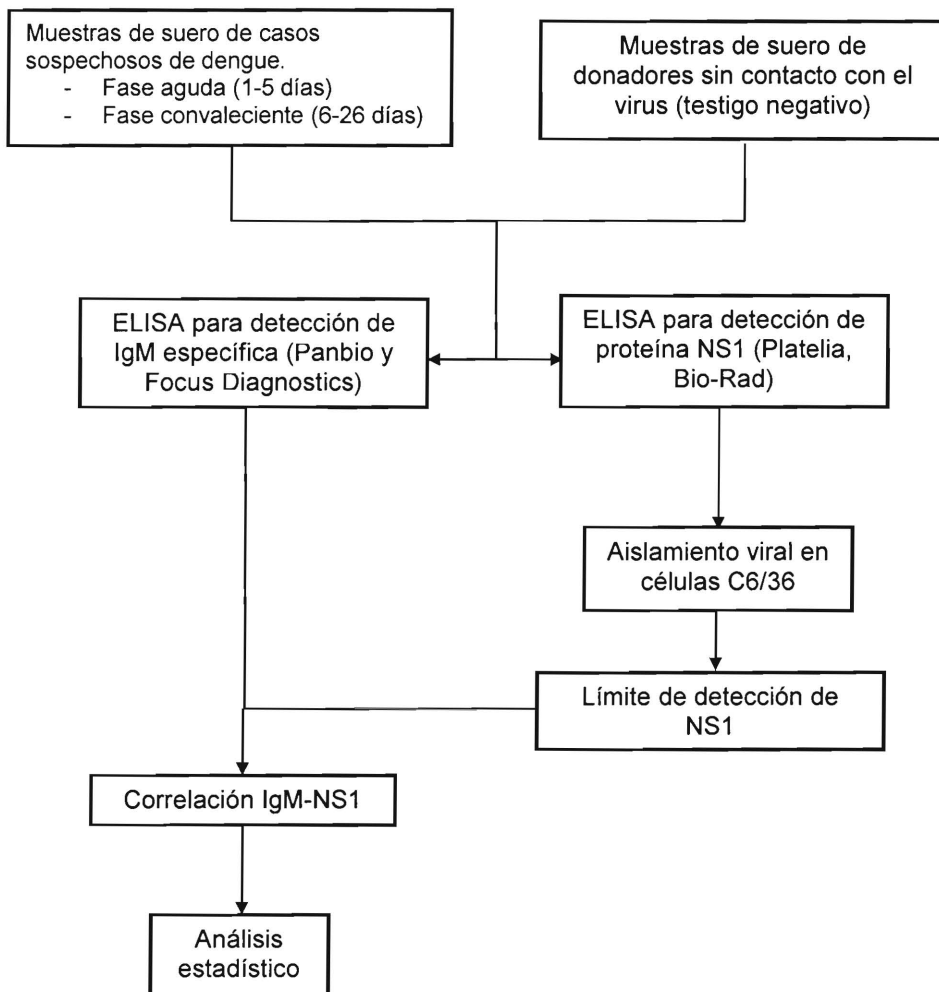 Muestras de suero de casos
sospechosos de dengue.
- Fase aguda (1-5 días)
- Fase convaleciente (6-26 días)
Muestras de suero de
donadores sin contacto con el
virus (testigo negativo)
ELISA para detección de
IgM específica (Panbio y
Focus Diagnostics)
ELISA para detección de
proteína NS1 (Platelia,
Bio-Rad)
Aislamiento viral en
células C6/36
Límite de detección de
NS1
Correlación IgM-NS1
Análisis
estadístico